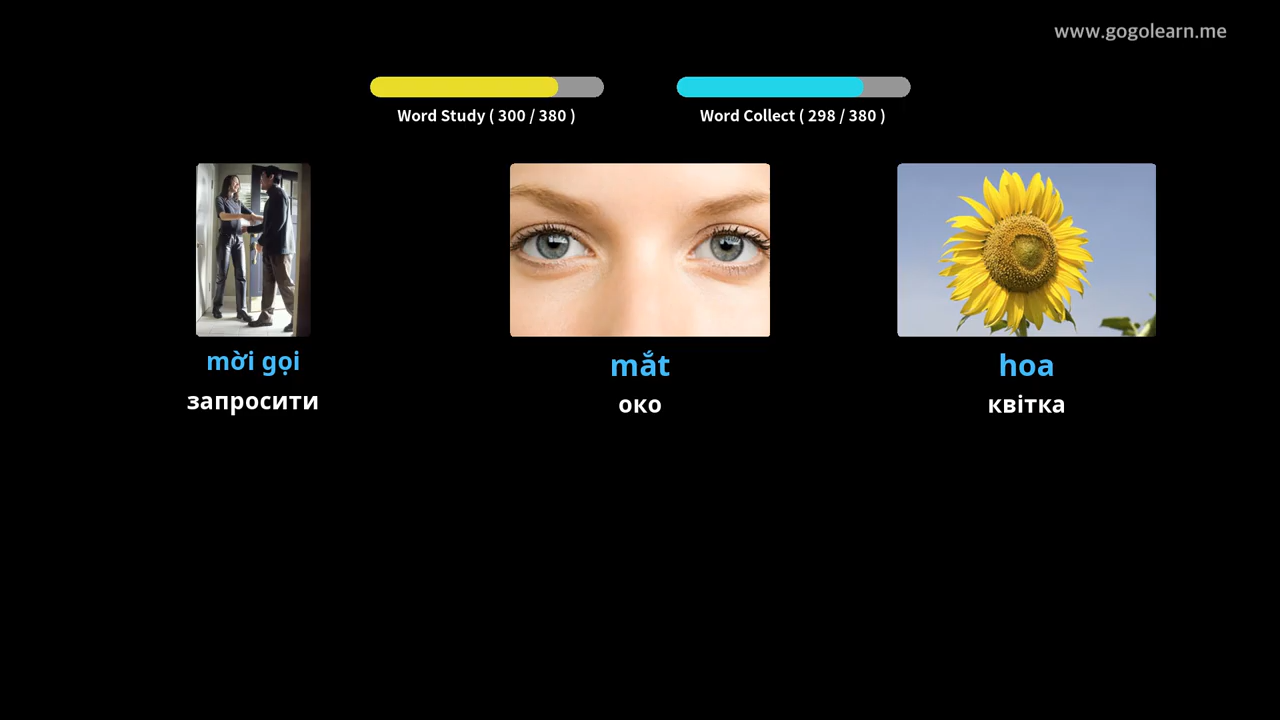 www.gogolearn.me
Word Study ( 300 / 380 )
Word Collect ( 298 / 380 )
mời gọi
запросити
mắt
око
hoa
квітка